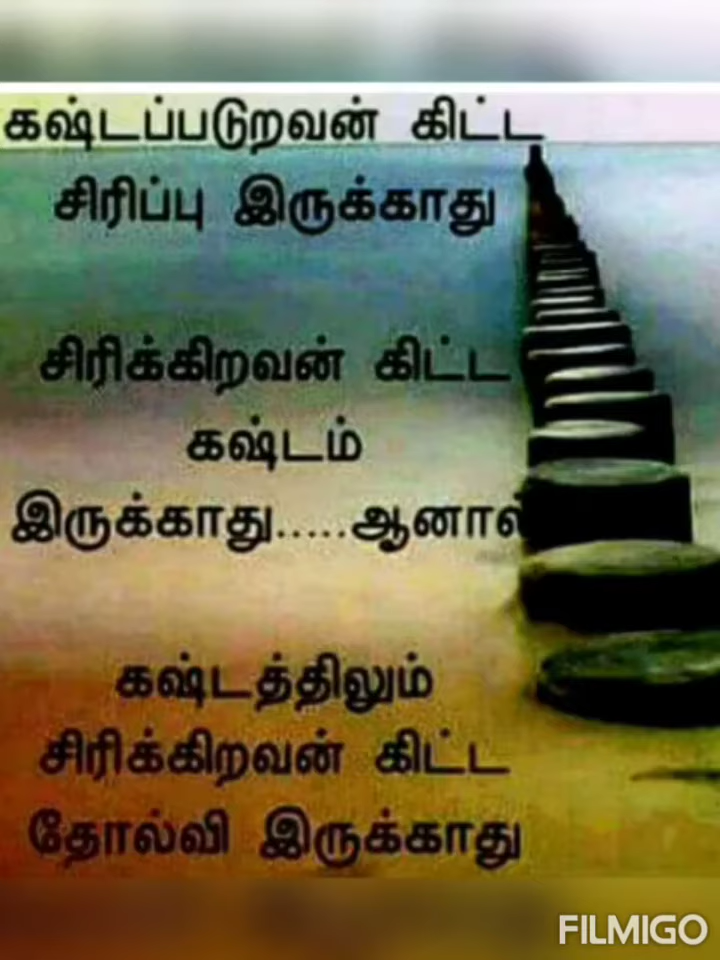 கஷ்டப்படுறவன் கிட்ட
சிரிப்பு இருக்காது
சிரிக்கிறவன் கிட்ட
கஷ்டம்
இருக்காது.....ஆனால்
கஷ்டத்திலும்
சிரிக்கிறவன் கிட்ட
தோல்வி இருக்காது
FILMIGO